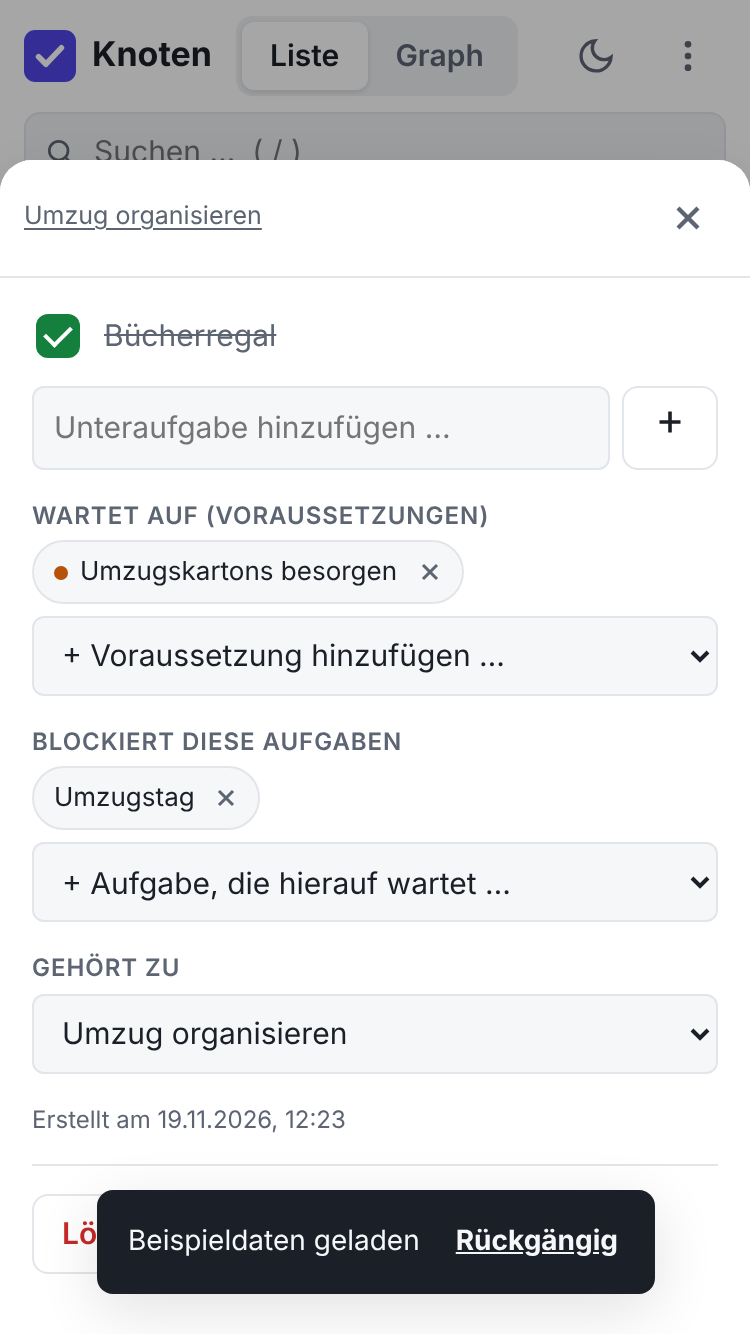 Knoten
Liste
Graph
Suchen … ( / )
Umzug organisieren
Bücherregal
Unteraufgabe hinzufügen …
+
WARTET AUF (VORAUSSETZUNGEN)
Umzugskartons besorgen
+ Voraussetzung hinzufügen …
BLOCKIERT DIESE AUFGABEN
Umzugstag
+ Aufgabe, die hierauf wartet …
GEHÖRT ZU
Umzug organisieren
Erstellt am 19.11.2026, 12:23
Lö
Beispieldaten geladen Rückgängig